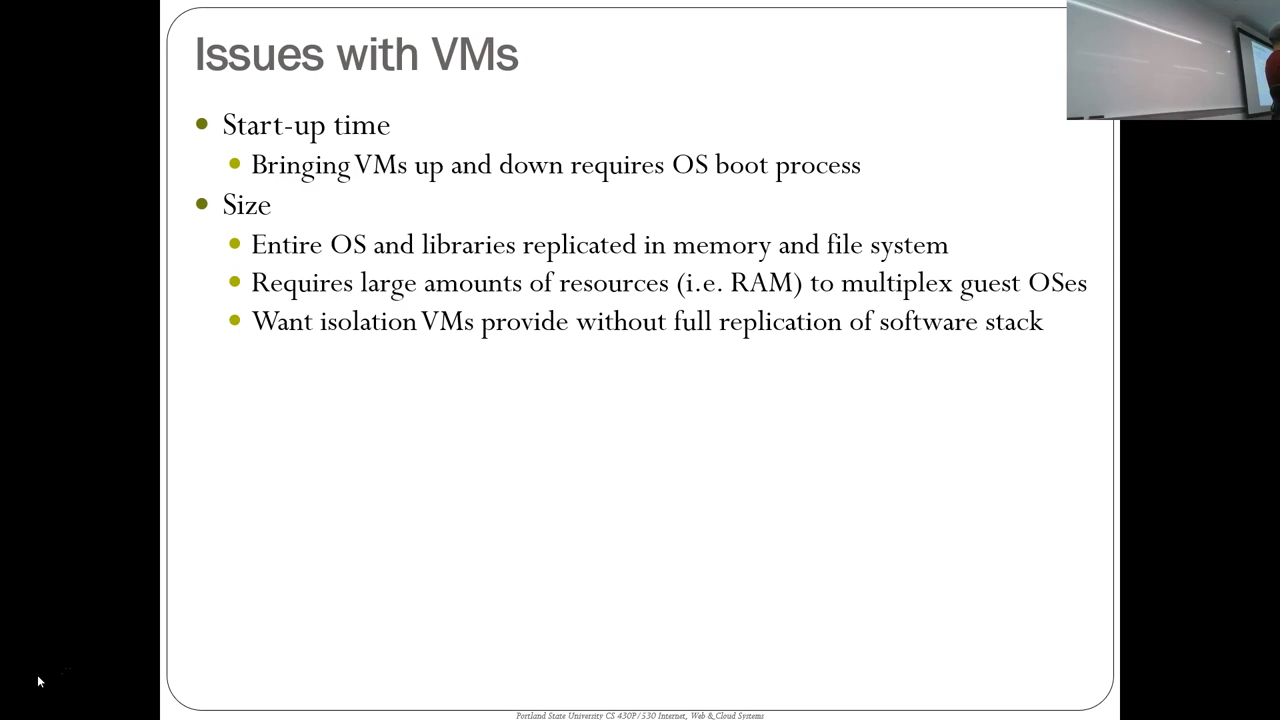 Issues with VMs
Start-up time
Bringing VMs up and down requires OS boot process
Size
Entire OS and libraries replicated in memory and file system
Requires large amounts of resources (i.e. RAM) to multiplex guest OSes
Want isolation VMs provide without full replication of software stack
Portland State University CS 430P/530 Internet, Web & Cloud Systems